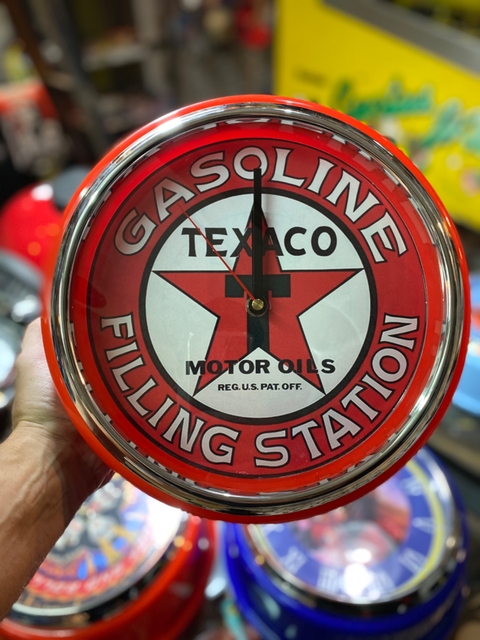 GASOLINE
TEXACO
T
MOTOR OILS
REG. U.S. PAT. OFF.
FILLING STATION